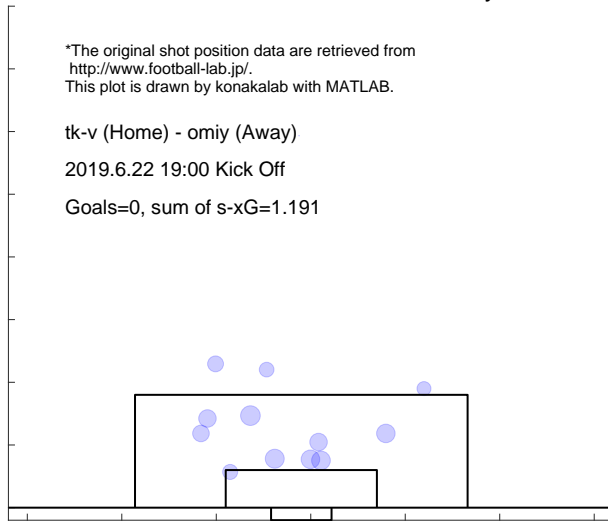 *The original shot position data are retrieved from
http://www.football-lab.jp/.
This plot is drawn by konakalab with MATLAB.
tk-v (Home) - omiy (Away)
2019.6.22 19:00 Kick Off
Goals=0, sum of s-xG=1.191